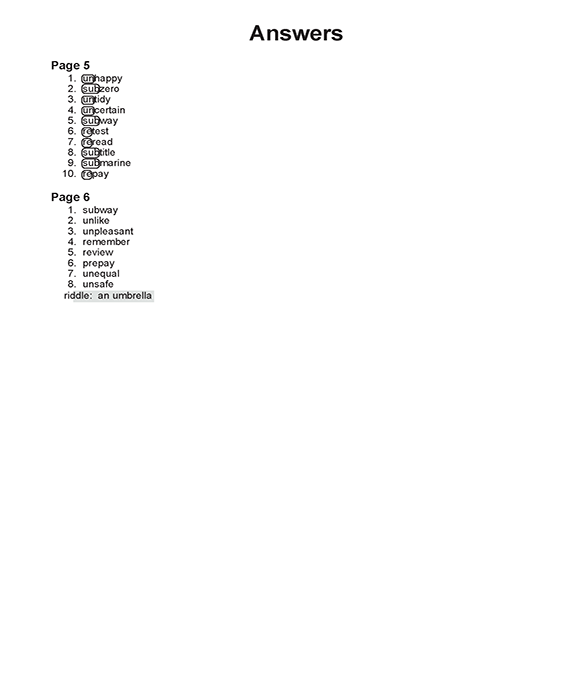 Answers
Page 5
1. unhappy
2. subzero
3. untidy
4. uncertain
5. subway
6. retest
7. reread
8. subtitle
9. submarine
10. repay
Page 6
1. subway
2. unlike
3. unpleasant
4. remember
5. review
6. prepay
7. unequal
8. unsafe
riddle: an umbrella